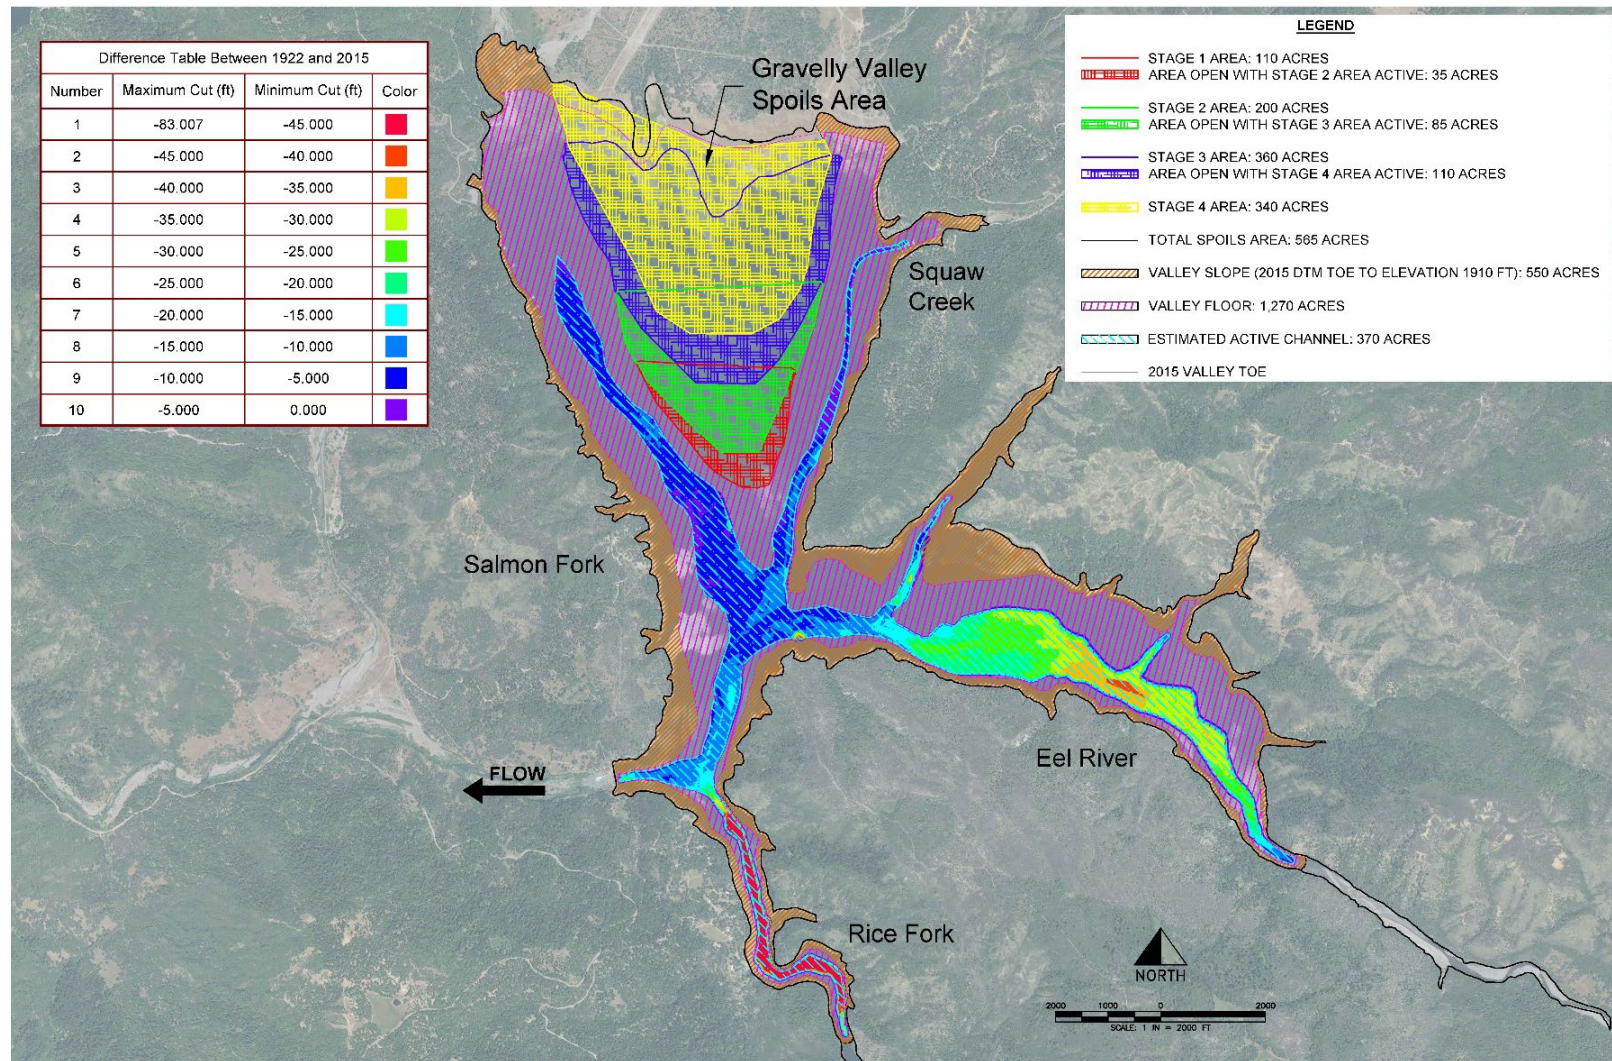 Difference Table Between 1922 and 2015
Number Maximum Cut (ft) Minimum Cut (ft) Color
1 -83.007 -45.000
2 -45.000 -40.000
3 -40.000 -35.000
4 -35.000 -30.000
5 -30.000 -25.000
6 -25.000 -20.000
7 -20.000 -15.000
8 -15.000 -10.000
9 -10.000 -5.000
10 -5.000 0.000
LEGEND
STAGE 1 AREA: 110 ACRES
AREA OPEN WITH STAGE 2 AREA ACTIVE: 35 ACRES
STAGE 2 AREA: 200 ACRES
AREA OPEN WITH STAGE 3 AREA ACTIVE: 85 ACRES
STAGE 3 AREA: 360 ACRES
AREA OPEN WITH STAGE 4 AREA ACTIVE: 110 ACRES
STAGE 4 AREA: 340 ACRES
TOTAL SPOILS AREA: 565 ACRES
VALLEY SLOPE (2015 DTM TOE TO ELEVATION 1910 FT): 550 ACRES
VALLEY FLOOR: 1,270 ACRES
ESTIMATED ACTIVE CHANNEL: 370 ACRES
2015 VALLEY TOE
Gravelly Valley
Spoils Area
Squaw
Creek
Salmon Fork
Eel River
FLOW
Rice Fork
NORTH
2000 1000 0 2000
SCALE: 1 IN = 2000 FT